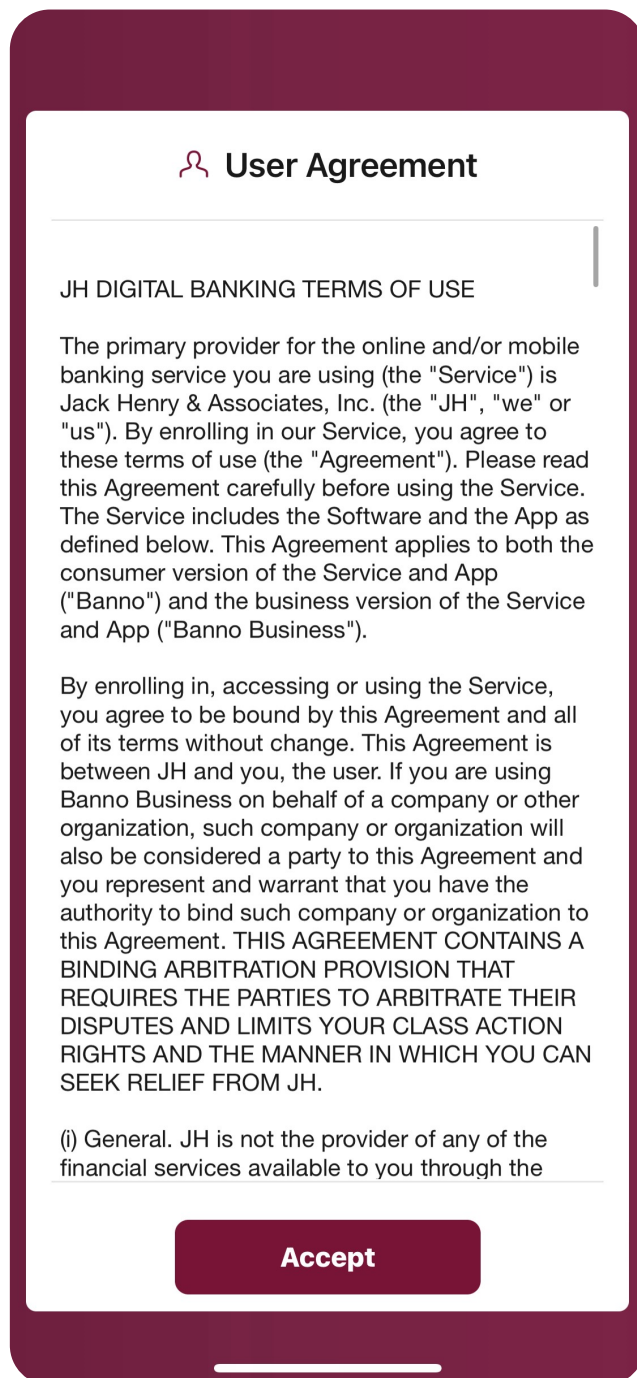 User Agreement
JH DIGITAL BANKING TERMS OF USE
The primary provider for the online and/or mobile
banking service you are using (the "Service") is
Jack Henry & Associates, Inc. (the "JH", "we" or
"us"). By enrolling in our Service, you agree to
these terms of use (the "Agreement"). Please read
this Agreement carefully before using the Service.
The Service includes the Software and the App as
defined below. This Agreement applies to both the
consumer version of the Service and App
("Banno") and the business version of the Service
and App ("Banno Business").
By enrolling in, accessing or using the Service,
you agree to be bound by this Agreement and all
of its terms without change. This Agreement is
between JH and you, the user. If you are using
Banno Business on behalf of a company or other
organization, such company or organization will
also be considered a party to this Agreement and
you represent and warrant that you have the
authority to bind such company or organization to
this Agreement. THIS AGREEMENT CONTAINS A
BINDING ARBITRATION PROVISION THAT
REQUIRES THE PARTIES TO ARBITRATE THEIR
DISPUTES AND LIMITS YOUR CLASS ACTION
RIGHTS AND THE MANNER IN WHICH YOU CAN
SEEK RELIEF FROM JH.
(i) General. JH is not the provider of any of the
financial services available to you through the
Accept